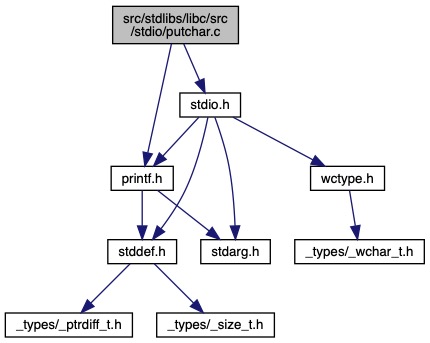 src/stdlibs/libc/src
/stdio/putchar.c
stdio.h
printf.h
wctype.h
stddef.h
stdarg.h
_types/_wchar_t.h
_types/_ptrdiff_t.h
_types/_size_t.h